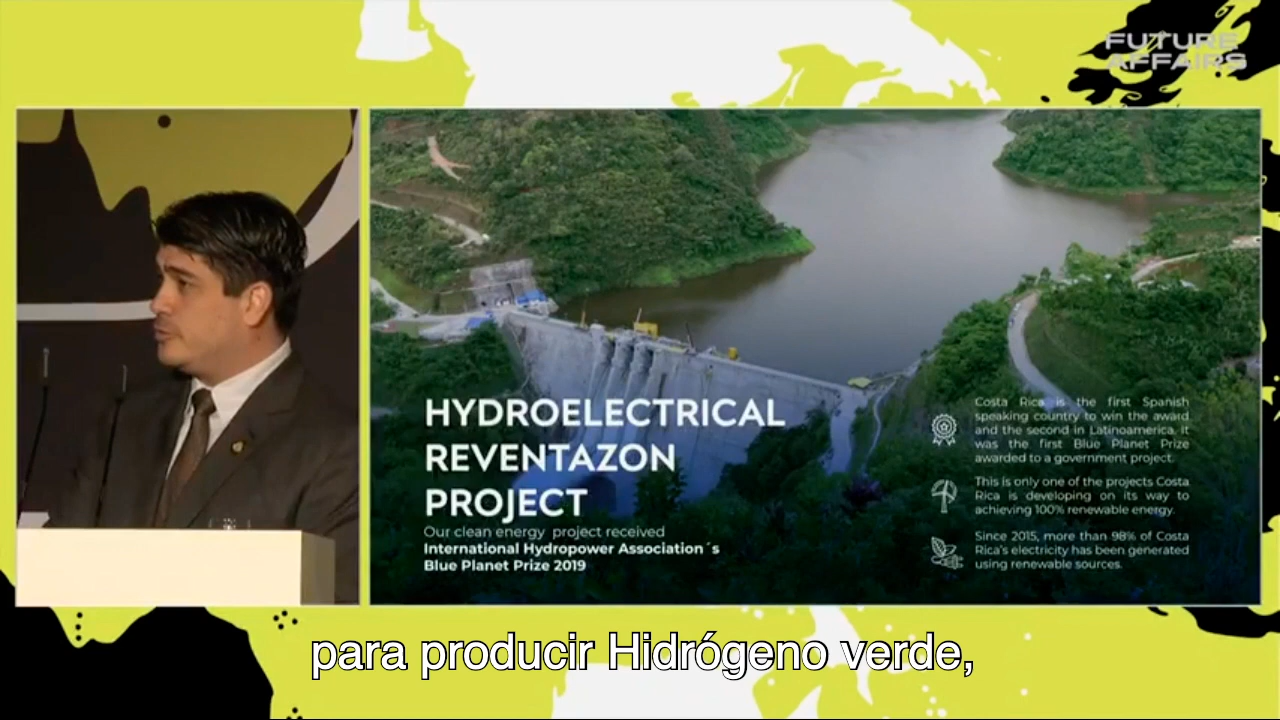 FUTURE
AFFAIRS
HYDROELECTRICAL
REVENTAZON
PROJECT
Our clean energy project received
International Hydropower Association´s
Blue Planet Prize 2019
Costa Rica is the first Spanish
speaking country to win the award
and the second in Latinoamerica. It
was the first Blue Planet Prize
awarded to a government project.
This is only one of the projects Costa
Rica is developing on its way to
achieving 100% renewable energy.
Since 2015, more than 98% of Costa
Rica's electricity has been generated
using renewable sources.
para producir Hidrógeno verde,